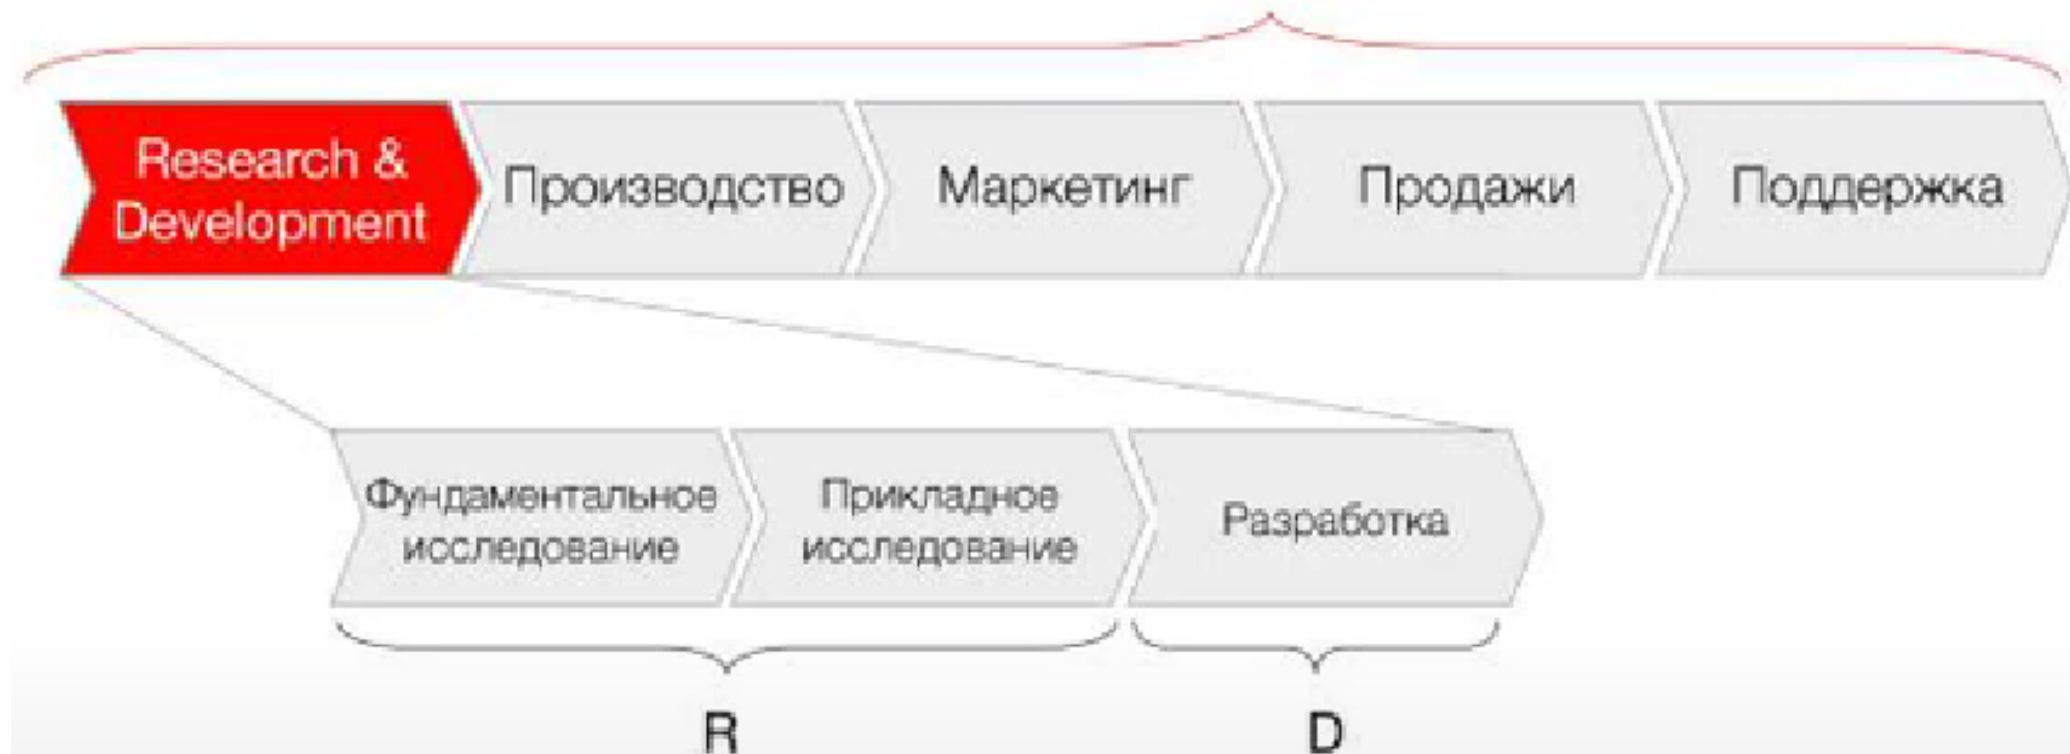 Research &
Development
Производство
Маркетинг
Продажи
Поддержка
Фундаментальное
исследование
Прикладное
исследование
Разработка
R
D